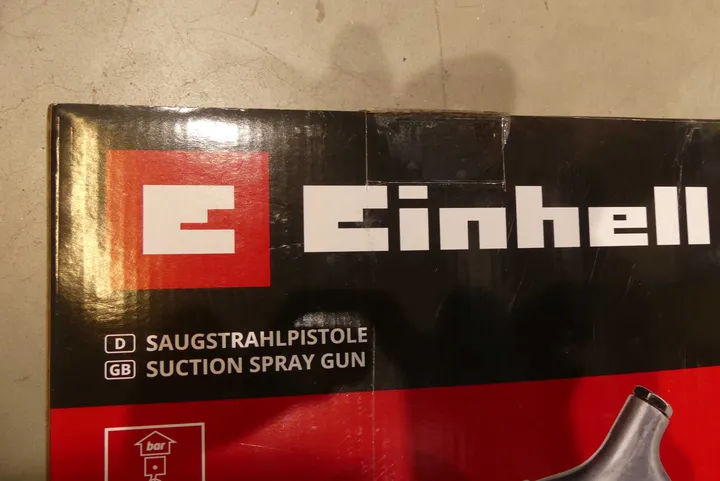 Einhell
D SAUGSTRAHLPISTOLE
GB SUCTION SPRAY GUN
bar